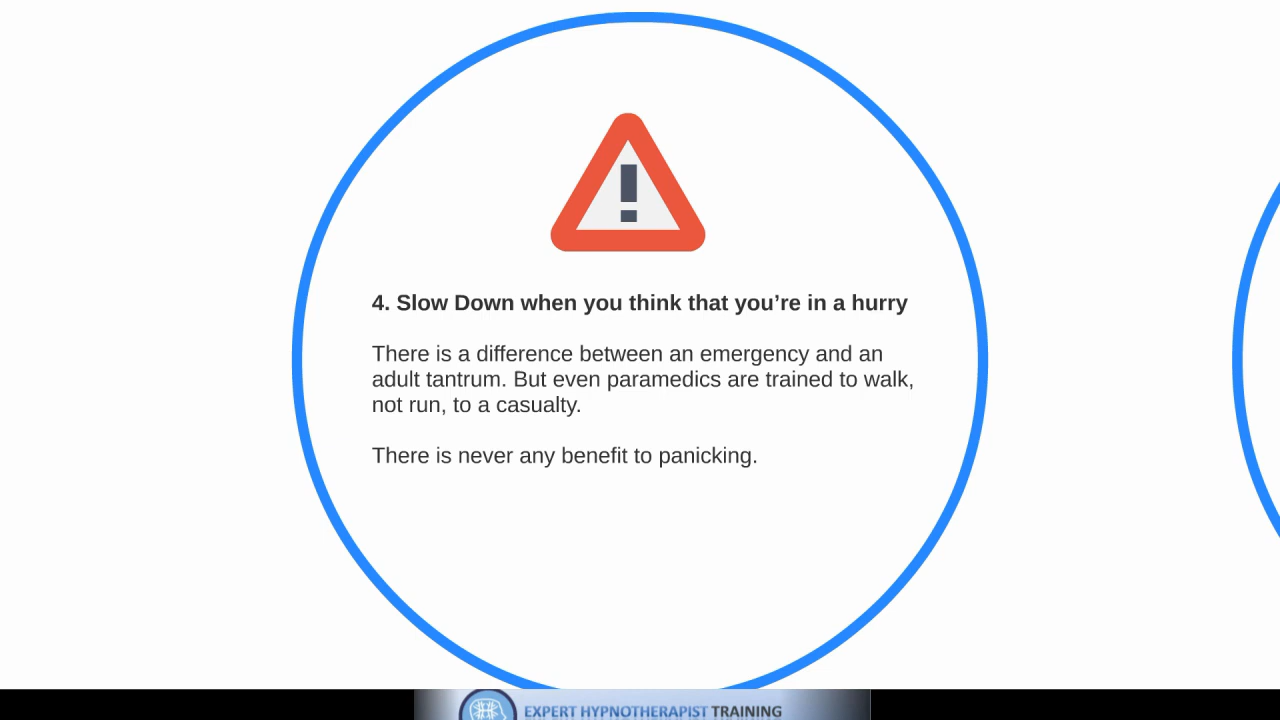 4. Slow Down when you think that you’re in a hurry
There is a difference between an emergency and an
adult tantrum. But even paramedics are trained to walk,
not run, to a casualty.
There is never any benefit to panicking.
EXPERT HYPNOTHERAPIST TRAINING